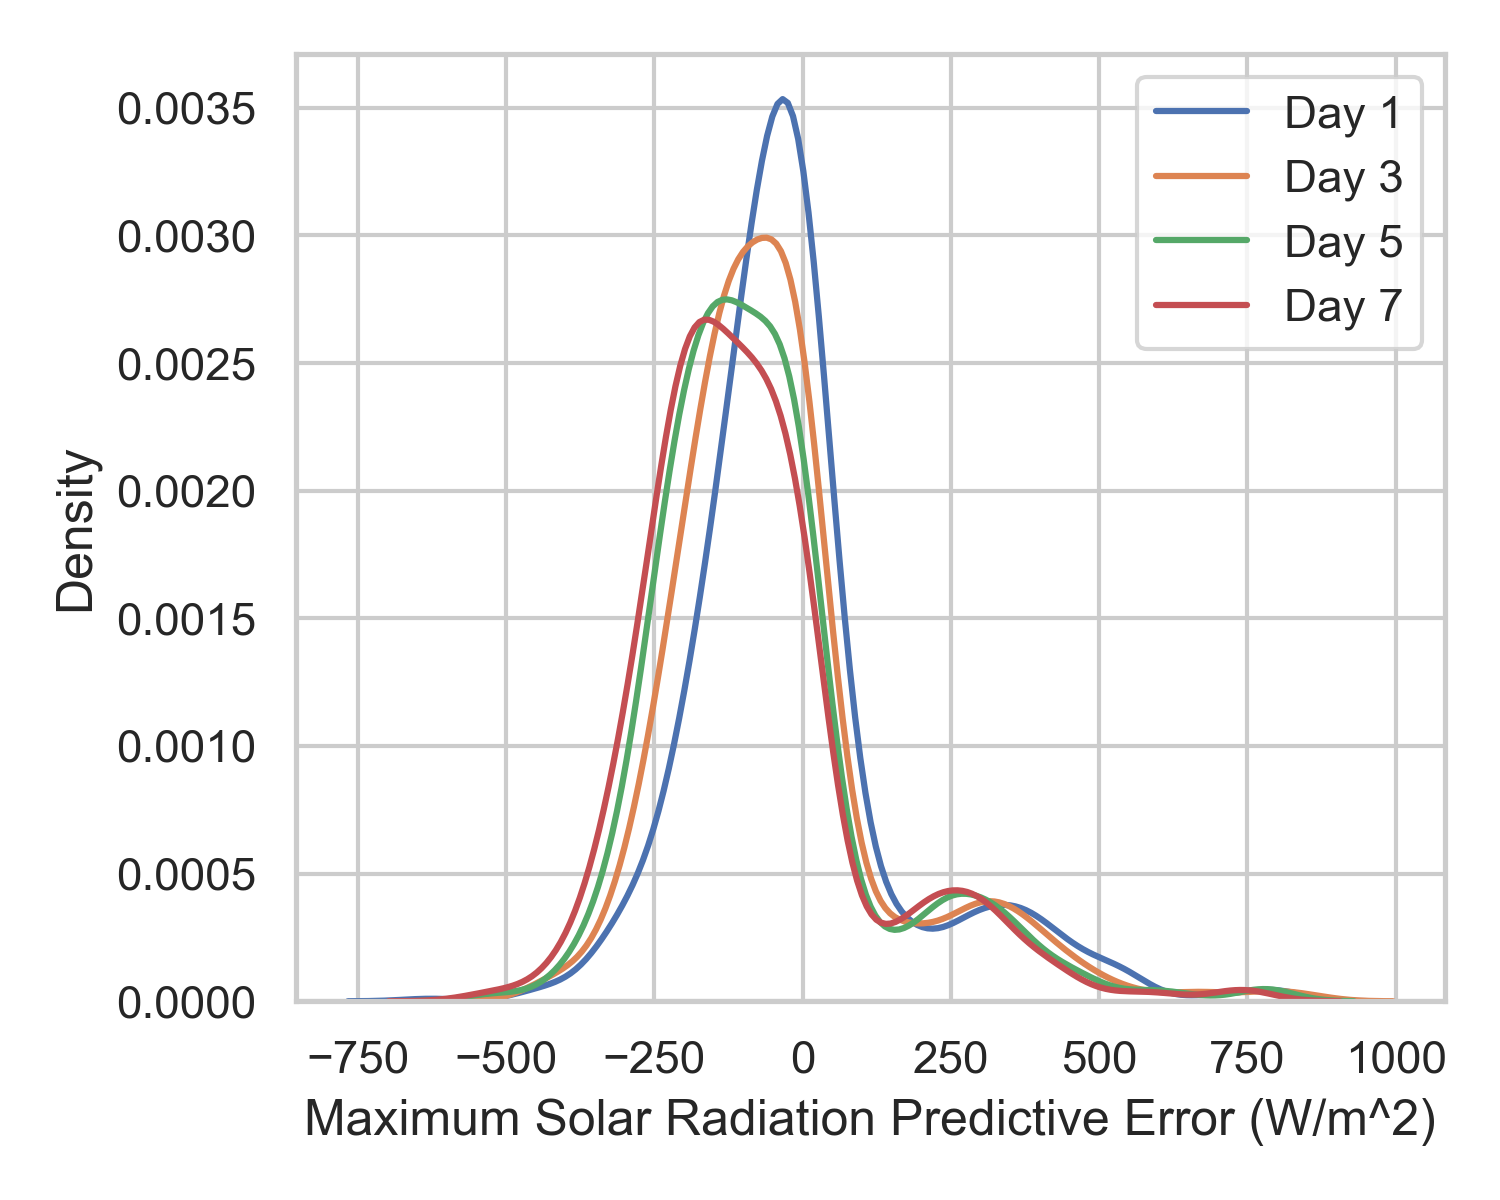 0.0035
0.0030
0.0025
0.0020
0.0015
0.0010
0.0005
0.0000
Density
Day 1
Day 3
Day 5
Day 7
−750 −500 −250 0 250 500 750 1000
Maximum Solar Radiation Predictive Error (W/m^2)